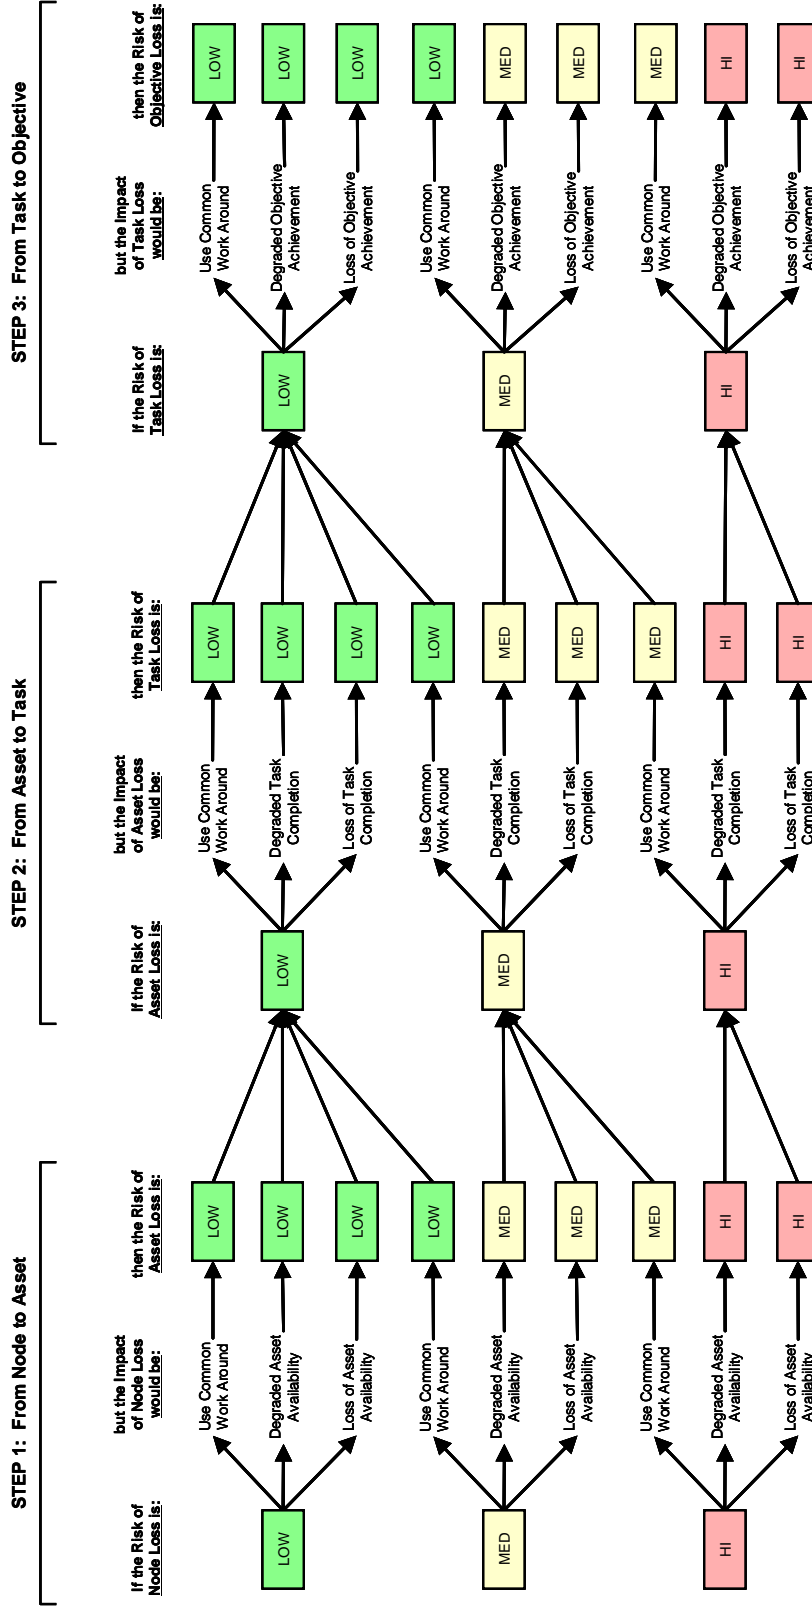 STEP 1: From Node to Asset
If the Risk of
Node Loss is:
but the Impact
of Node Loss
would be:
then the Risk of
Asset Loss is:
LOW
Use Common
Work Around
LOW
Degraded Asset
Availability
LOW
Loss of Asset
Availability
LOW
MED
Use Common
Work Around
LOW
Degraded Asset
Availability
MED
Loss of Asset
Availability
MED
HI
Use Common
Work Around
MED
Degraded Asset
Availability
HI
Loss of Asset
Availability
HI
STEP 2: From Asset to Task
If the Risk of
Asset Loss is:
but the Impact
of Asset Loss
would be:
then the Risk of
Task Loss is:
LOW
Use Common
Work Around
LOW
Degraded Task
Completion
LOW
Loss of Task
Completion
LOW
MED
Use Common
Work Around
LOW
Degraded Task
Completion
MED
Loss of Task
Completion
MED
HI
Use Common
Work Around
MED
Degraded Task
Completion
HI
Loss of Task
Completion
HI
STEP 3: From Task to Objective
If the Risk of
Task Loss is:
but the Impact
of Task Loss
would be:
then the Risk of
Objective Loss is:
LOW
Use Common
Work Around
LOW
Degraded Objective
Achievement
LOW
Loss of Objective
Achievement
LOW
MED
Use Common
Work Around
LOW
Degraded Objective
Achievement
MED
Loss of Objective
Achievement
MED
HI
Use Common
Work Around
MED
Degraded Objective
Achievement
HI
Loss of Objective
Achievement
HI